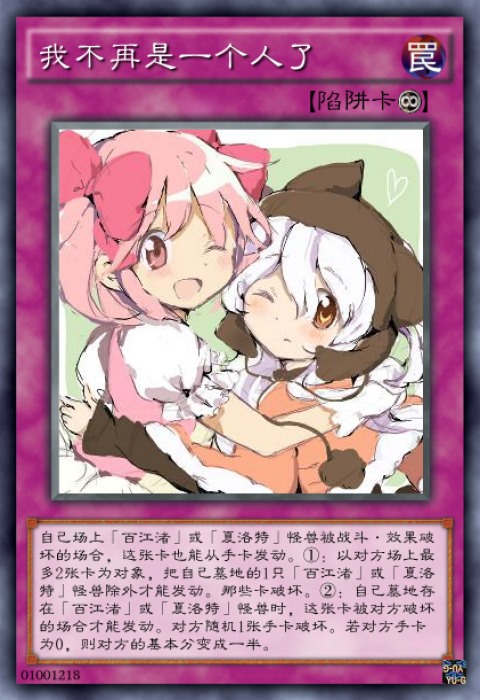 我不再是一个人了
罠
【陷阱卡♾】
自己场上「百江渚」或「夏洛特」怪兽被战斗·效果破
坏的场合，这张卡也能从手卡发动。①：以对方场上最
多2张卡为对象，把自己墓地的1只「百江渚」或「夏洛
特」怪兽除外才能发动。那些卡破坏。②：自己墓地存
在「百江渚」或「夏洛特」怪兽时，这张卡被对方破坏
的场合才能发动。对方随机1张手卡破坏。若对方手卡
为0，则对方的基本分变成一半。
01001218